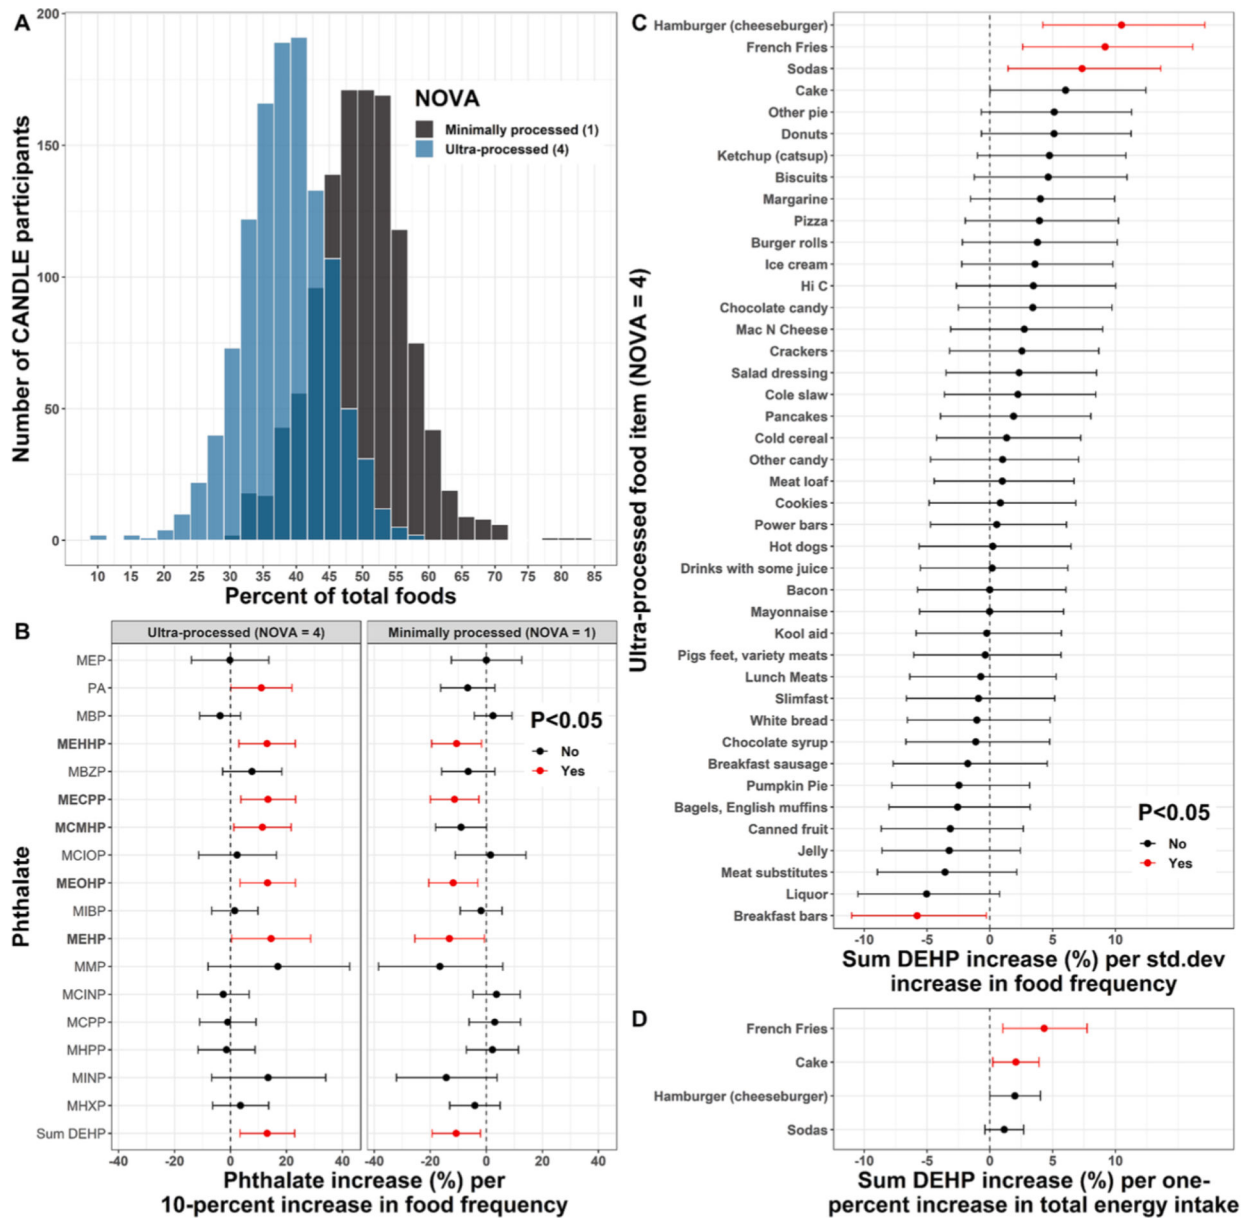 A
200
150
100
50
0
Number of CANDLE participants
NOVA
Minimally processed (1)
Ultra-processed (4)
10 15 20 25 30 35 40 45 50 55 60 65 70 75 80 85
Percent of total foods
B
Ultra-processed (NOVA = 4)
Minimally processed (NOVA = 1)
Phthalate
MEP
PA
MBP
MEHHP
MBZP
MECPP
MCMHP
MCIOP
MEOHP
MIBP
MEHP
MMP
MCINP
MCPP
MHPP
MINP
MHXP
Sum DEHP
P<0.05
No
Yes
-40 -20 0 20 40
-40 -20 0 20 40
Phthalate increase (%) per
10-percent increase in food frequency
C
Ultra-processed food item (NOVA = 4)
Hamburger (cheeseburger)
French Fries
Sodas
Cake
Other pie
Donuts
Ketchup (catsup)
Biscuits
Margarine
Pizza
Burger rolls
Ice cream
Hi C
Chocolate candy
Mac N Cheese
Crackers
Salad dressing
Cole slaw
Pancakes
Cold cereal
Other candy
Meat loaf
Cookies
Power bars
Hot dogs
Drinks with some juice
Bacon
Mayonnaise
Kool aid
Pigs feet, variety meats
Lunch Meats
Slimfast
White bread
Chocolate syrup
Breakfast sausage
Pumpkin Pie
Bagels, English muffins
Canned fruit
Jelly
Meat substitutes
Liquor
Breakfast bars
P<0.05
No
Yes
-10 -5 0 5 10
Sum DEHP increase (%) per std.dev
increase in food frequency
D
French Fries
Cake
Hamburger (cheeseburger)
Sodas
-10 -5 0 5 10
Sum DEHP increase (%) per one-
percent increase in total energy intake